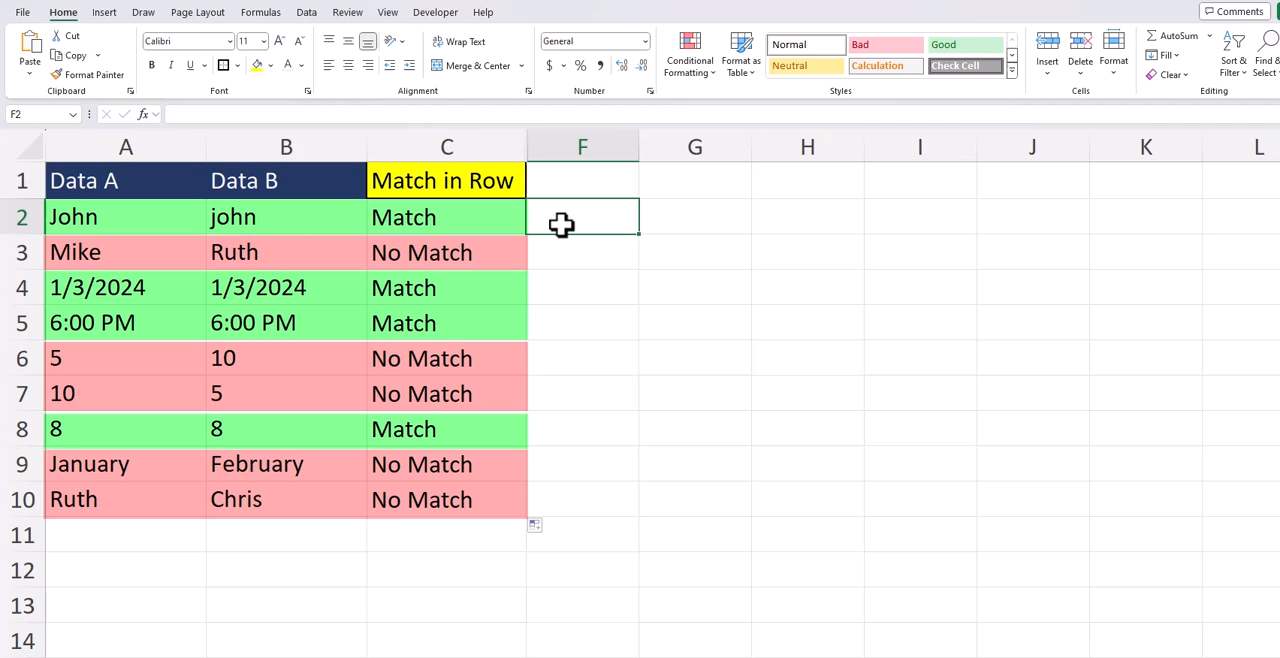 File Home Insert Draw Page Layout Formulas Data Review View Developer Help Comments
Paste
Cut
Copy
Format Painter
Clipboard
Calibri 11
B I U
Font
Wrap Text
Merge & Center
Alignment
General
$ % ,
Number
Conditional Formatting
Format as Table
Normal Bad Good
Neutral Calculation Check Cell
Styles
Insert Delete Format
Cells
AutoSum
Fill
Clear
Sort & Filter
Find & Select
Editing
F2 fx
A B C F G H I J K L
1 Data A Data B Match in Row
2 John john Match
3 Mike Ruth No Match
4 1/3/2024 1/3/2024 Match
5 6:00 PM 6:00 PM Match
6 5 10 No Match
7 10 5 No Match
8 8 8 Match
9 January February No Match
10 Ruth Chris No Match
11
12
13
14